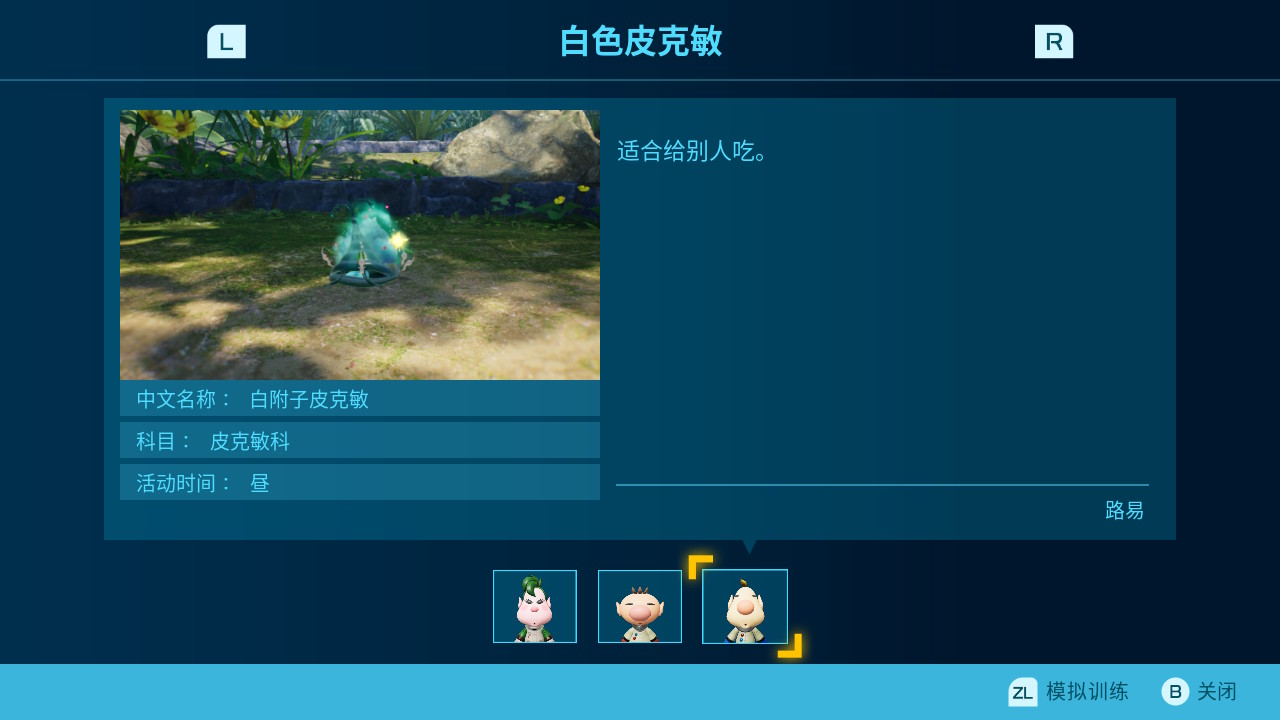 L
白色皮克敏
R
适合给别人吃。
中文名称： 白附子皮克敏
科目： 皮克敏科
活动时间： 昼
路易
ZL 模拟训练
B 关闭